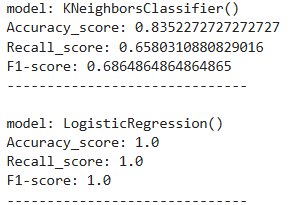 model: KNeighborsClassifier()
Accuracy_score: 0.8352272727272727
Recall_score: 0.6580310880829016
F1-score: 0.6864864864864865
------------------------------
model: LogisticRegression()
Accuracy_score: 1.0
Recall_score: 1.0
F1-score: 1.0
------------------------------